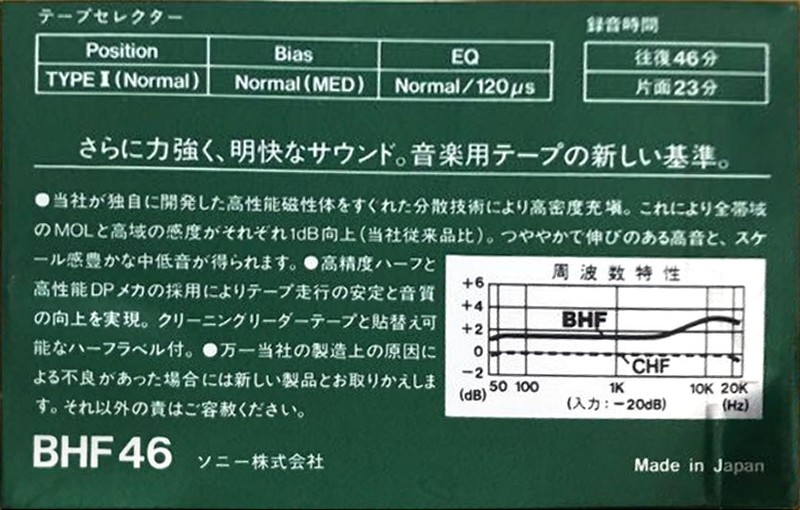 テープセレクター
録音時間
Position Bias EQ
TYPE I (Normal) Normal(MED) Normal/120μs
往復46分
片面23分
さらに力強く、明快なサウンド。音楽用テープの新しい基準。
●当社が独自に開発した高性能磁性体をすぐれた分散技術により高密度充塡。これにより全帯域
のMOLと高域の感度がそれぞれ1dB向上(当社従来品比)。つややかで伸びのある高音と、スケ
ール感豊かな中低音が得られます。●高精度ハーフと
高性能DPメカの採用によりテープ走行の安定と音質
の向上を実現。クリーニングリーダーテープと貼替え可
能なハーフラベル付。●万一当社の製造上の原因に
よる不良があった場合には新しい製品とお取りかえしま
す。それ以外の責はご容赦ください。
周波数特性
+6
+4
+2
0
-2
(dB)
BHF
CHF
50 100 1K 10K 20K
(入力:-20dB) (Hz)
BHF46 ソニー株式会社
Made in Japan